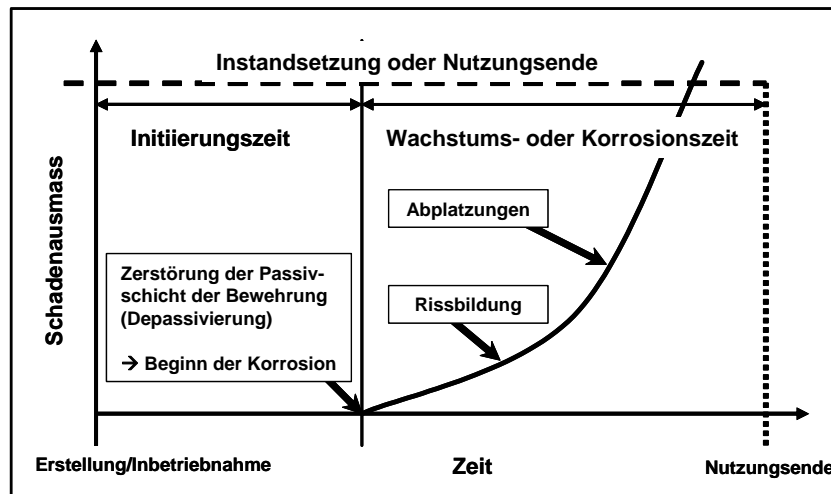 Instandsetzung oder Nutzungsende
Initiierungszeit
Wachstums- oder Korrosionszeit
Schadenausmass
Abplatzungen
Zerstörung der Passiv-
schicht der Bewehrung
(Depassivierung)
→ Beginn der Korrosion
Rissbildung
Erstellung/Inbetriebnahme
Zeit
Nutzungsende